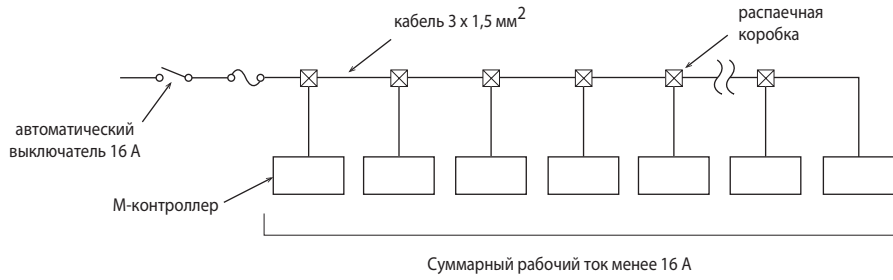 кабель 3 x 1,5 мм²
распаечная
коробка
автоматический
выключатель 16 А
М-контроллер
Суммарный рабочий ток менее 16 А